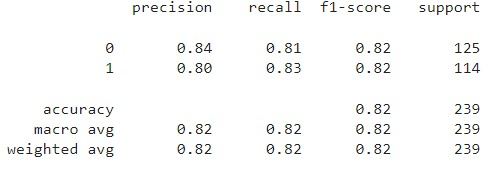 precision recall f1-score support
0 0.84 0.81 0.82 125
1 0.80 0.83 0.82 114
accuracy 0.82 239
macro avg 0.82 0.82 0.82 239
weighted avg 0.82 0.82 0.82 239